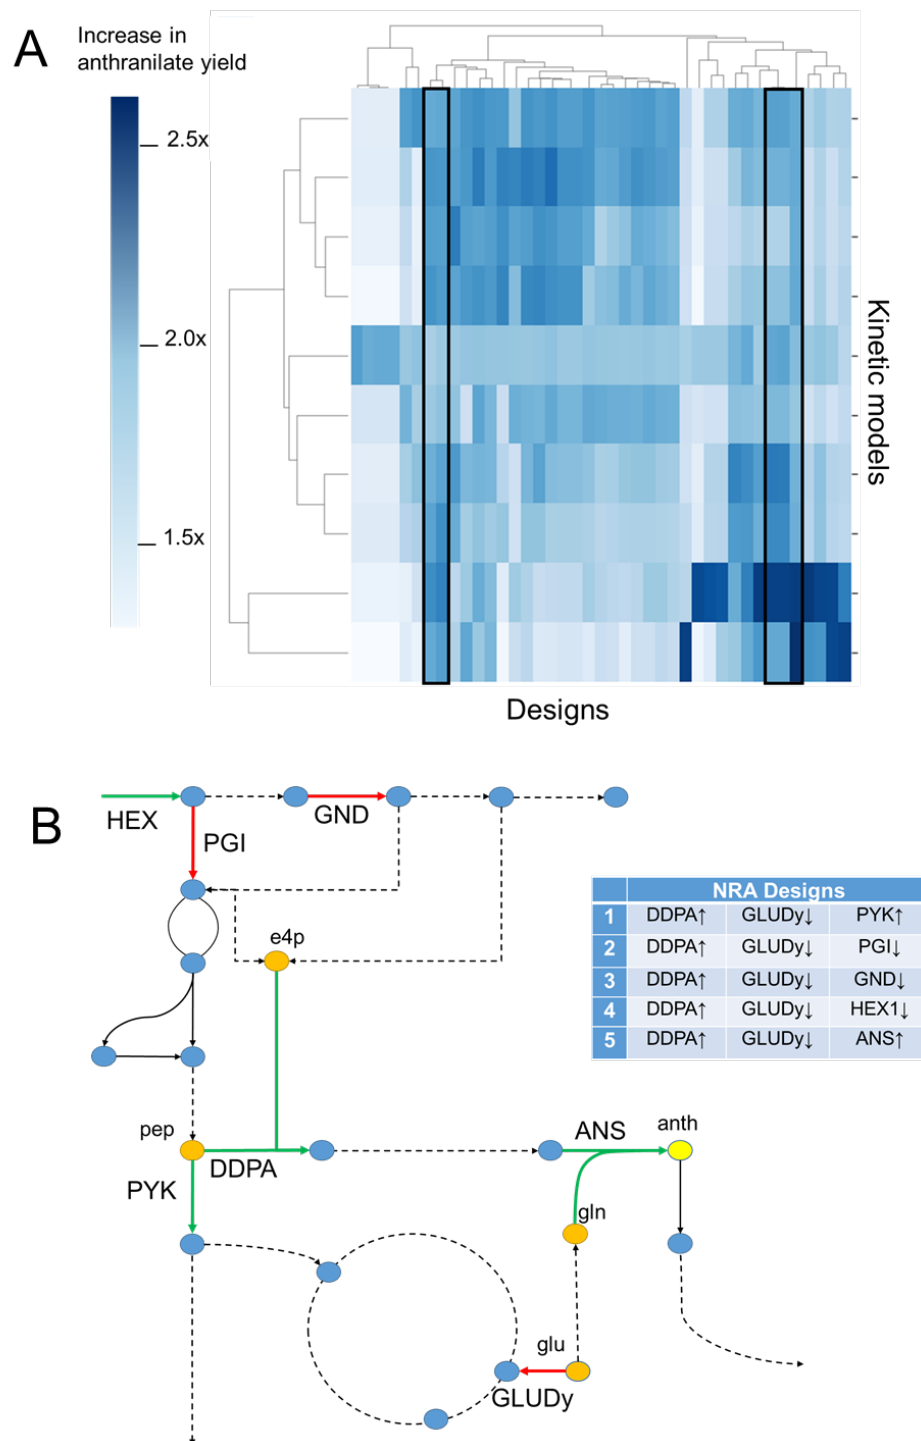 A
Increase in
anthranilate yield
2.5x
2.0x
1.5x
Kinetic models
Designs
B
HEX
PGI
GND
e4p
NRA Designs
1 DDPA↑ GLUDy↓ PYK↑
2 DDPA↑ GLUDy↓ PGI↓
3 DDPA↑ GLUDy↓ GND↓
4 DDPA↑ GLUDy↓ HEX1↓
5 DDPA↑ GLUDy↓ ANS↑
pep
DDPA
ANS
anth
PYK
gln
glu
GLUDy